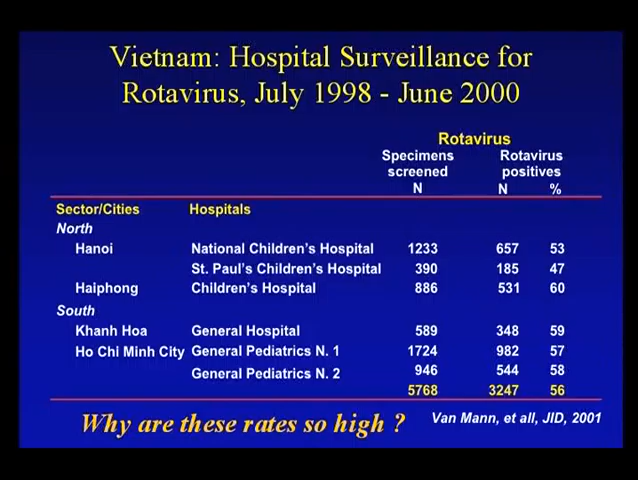 Vietnam: Hospital Surveillance for
Rotavirus, July 1998 - June 2000
Rotavirus
Specimens screened N Rotavirus positives N %
Sector/Cities Hospitals
North
Hanoi National Children's Hospital 1233 657 53
St. Paul's Children's Hospital 390 185 47
Haiphong Children's Hospital 886 531 60
South
Khanh Hoa General Hospital 589 348 59
Ho Chi Minh City General Pediatrics N. 1 1724 982 57
General Pediatrics N. 2 946 544 58
5768 3247 56
Why are these rates so high ? Van Mann, et all, JID, 2001